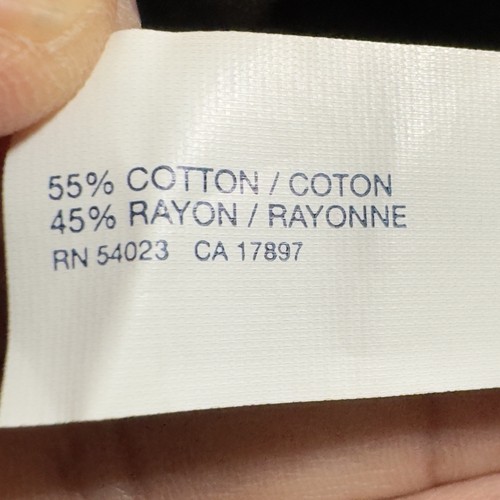 55% COTTON / COTON
45% RAYON / RAYONNE
RN 54023 CA 17897